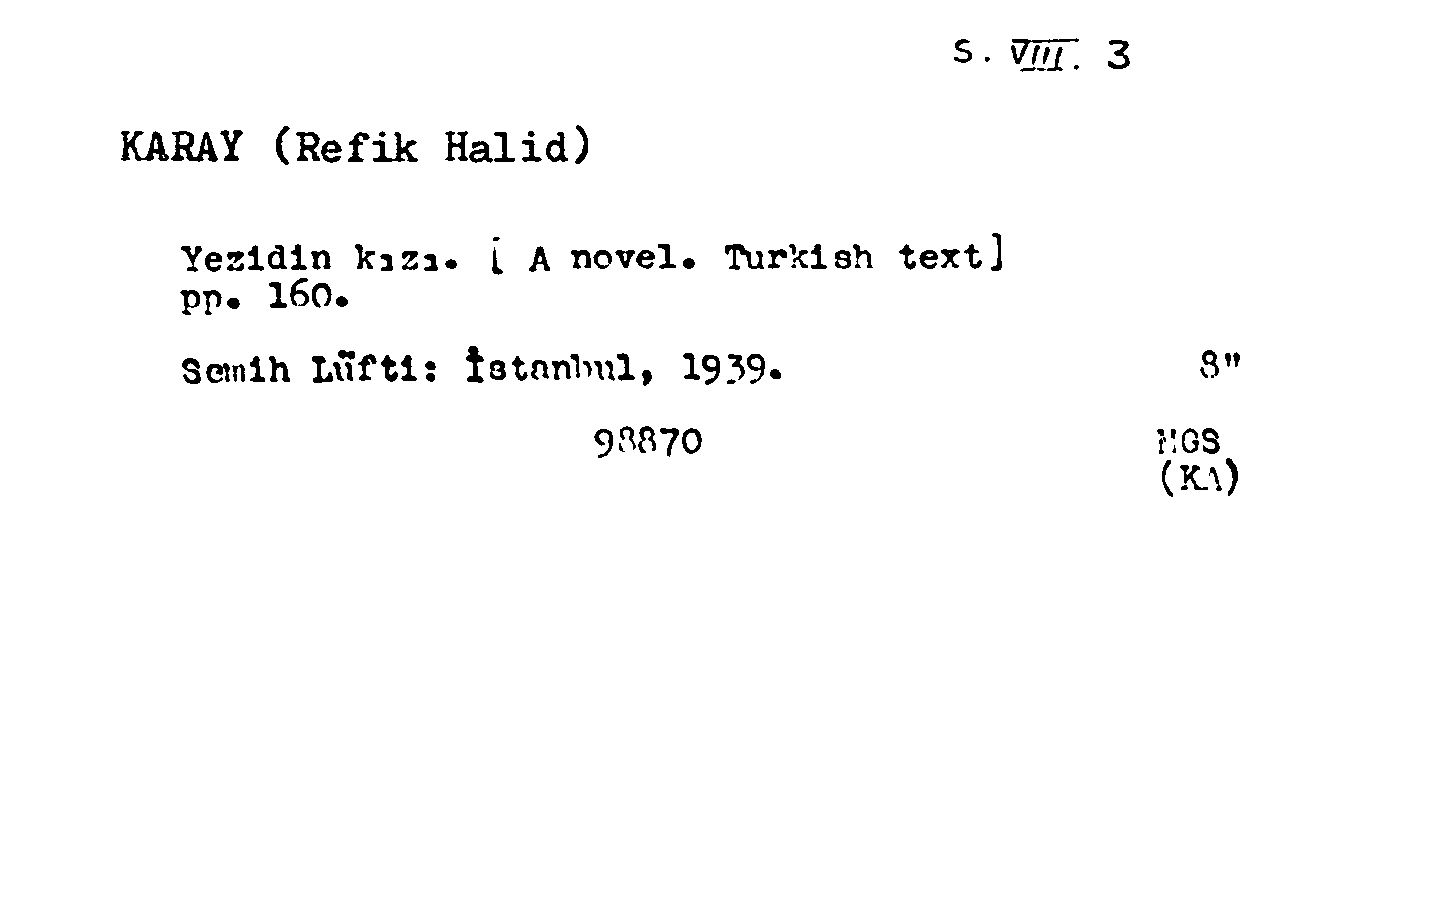 S. VIII. 3
KARAY (Refik Halid)
Yezidin kızı. [ A novel. Turkish text]
pp. 160.
Semih Lüfti: İstanbul, 1939. 8"
98870 MGS
(KA)